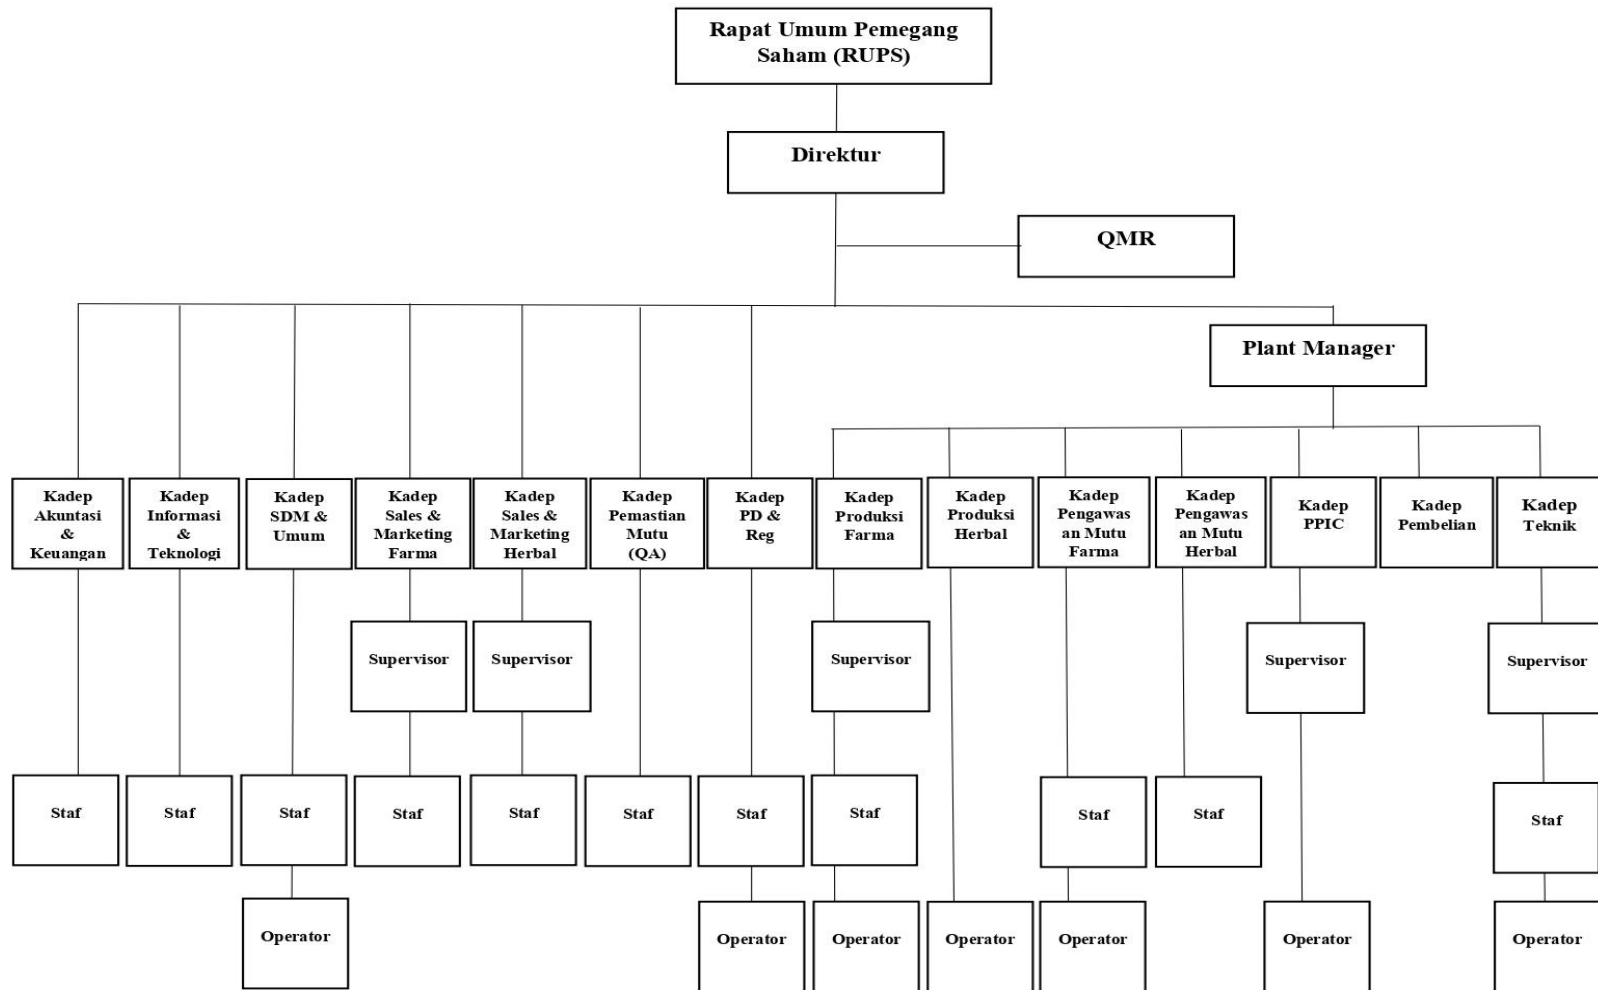 Rapat Umum Pemegang
Saham (RUPS)
Direktur
QMR
Plant Manager
Kadep
Akuntasi
&
Keuangan
Kadep
Informasi
&
Teknologi
Kadep
SDM &
Umum
Kadep
Sales &
Marketing
Farma
Kadep
Sales &
Marketing
Herbal
Kadep
Pemastian
Mutu
(QA)
Kadep
PD &
Reg
Kadep
Produksi
Farma
Kadep
Produksi
Herbal
Kadep
Pengawas
an Mutu
Farma
Kadep
Pengawas
an Mutu
Herbal
Kadep
PPIC
Kadep
Pembelian
Kadep
Teknik
Supervisor
Supervisor
Supervisor
Supervisor
Supervisor
Staf
Staf
Staf
Staf
Staf
Staf
Staf
Staf
Staf
Staf
Staf
Operator
Operator
Operator
Operator
Operator
Operator
Operator